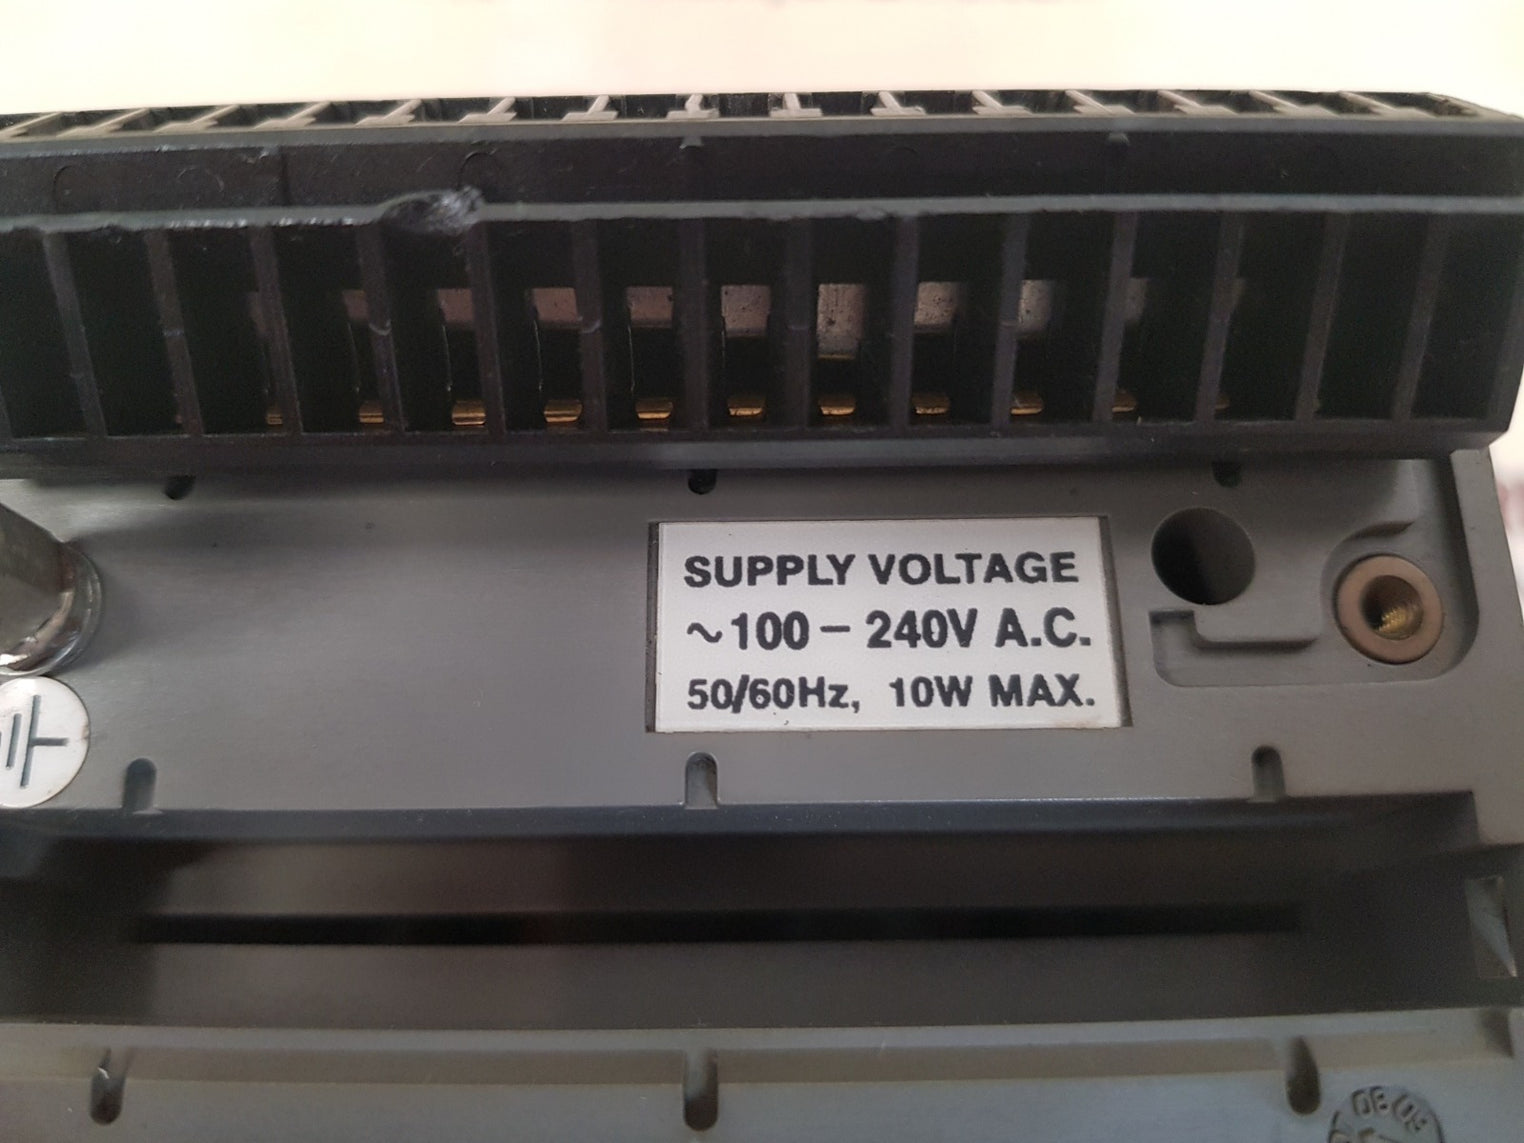 SUPPLY VOLTAGE
~100 - 240V A.C.
50/60Hz, 10W MAX.